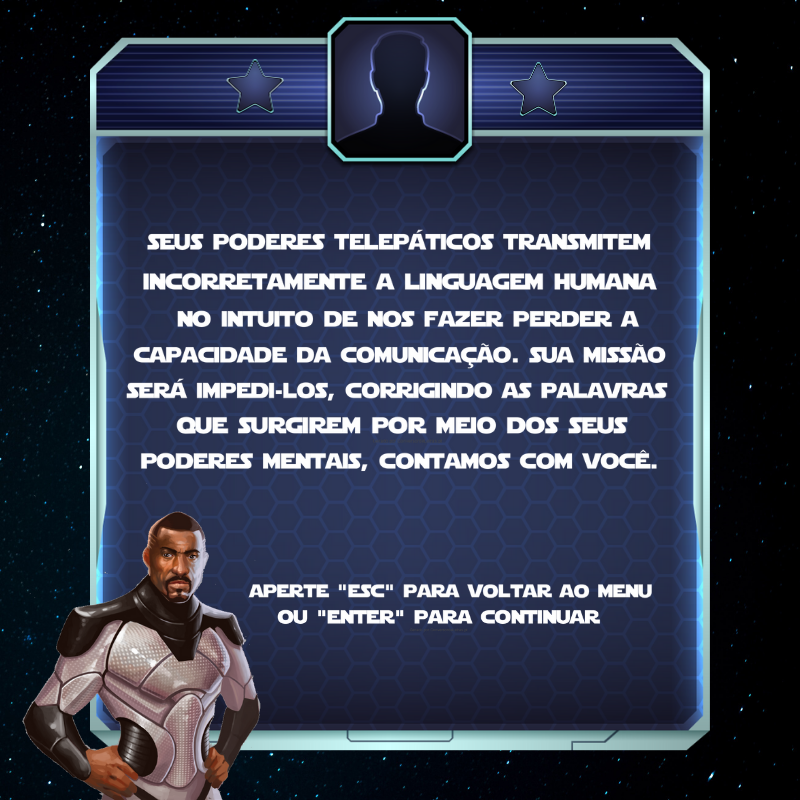 SEUS PODERES TELEPÁTICOS TRANSMITEM
INCORRETAMENTE A LINGUAGEM HUMANA
NO INTUITO DE NOS FAZER PERDER A
CAPACIDADE DA COMUNICAÇÃO. SUA MISSÃO
SERÁ IMPEDI-LOS, CORRIGINDO AS PALAVRAS
QUE SURGIREM POR MEIO DOS SEUS
PODERES MENTAIS, CONTAMOS COM VOCÊ.
APERTE "ESC" PARA VOLTAR AO MENU
OU "ENTER" PARA CONTINUAR